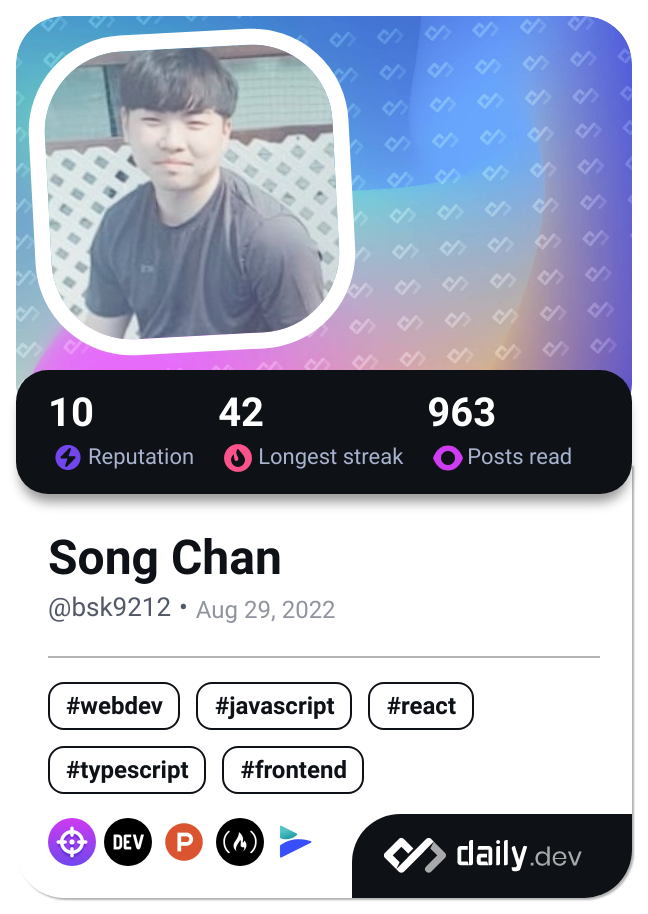 10 42 963
Reputation Longest streak Posts read
Song Chan
@bsk9212 • Aug 29, 2022
#webdev #javascript #react
#typescript #frontend
DEV P daily.dev